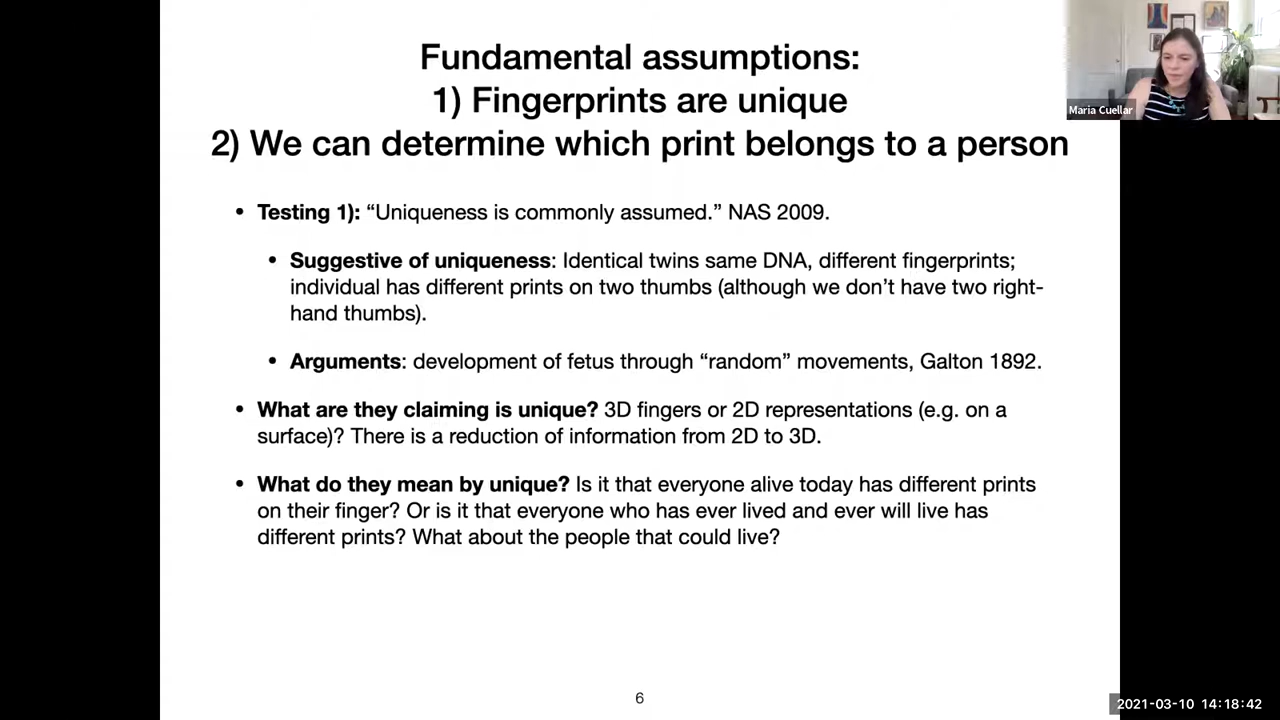 Fundamental assumptions:
1) Fingerprints are unique
2) We can determine which print belongs to a person
Maria Cuellar
• Testing 1): “Uniqueness is commonly assumed.” NAS 2009.
• Suggestive of uniqueness: Identical twins same DNA, different fingerprints;
individual has different prints on two thumbs (although we don’t have two right-
hand thumbs).
• Arguments: development of fetus through “random” movements, Galton 1892.
• What are they claiming is unique? 3D fingers or 2D representations (e.g. on a
surface)? There is a reduction of information from 2D to 3D.
• What do they mean by unique? Is it that everyone alive today has different prints
on their finger? Or is it that everyone who has ever lived and ever will live has
different prints? What about the people that could live?
6
2021-03-10 14:18:42